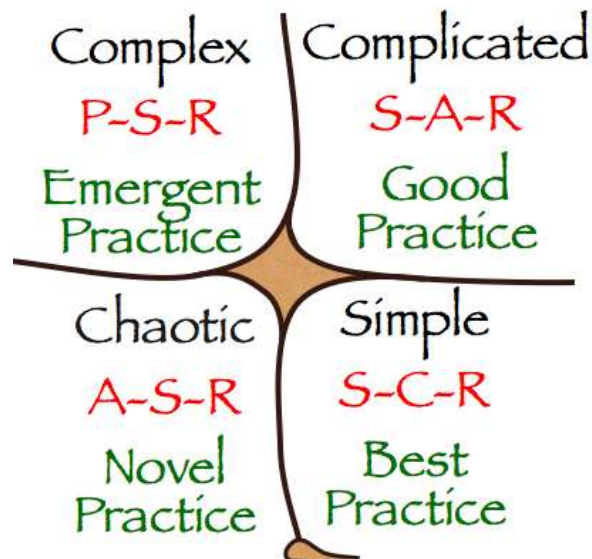 Complex
P-S-R
Emergent
Practice
Complicated
S-A-R
Good
Practice
Chaotic
A-S-R
Novel
Practice
Simple
S-C-R
Best
Practice